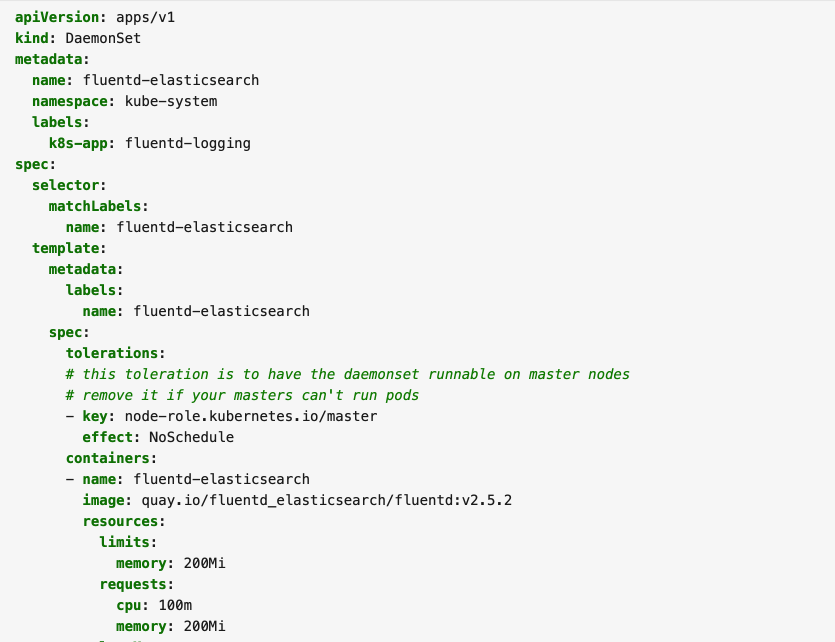 apiVersion: apps/v1
kind: DaemonSet
metadata:
  name: fluentd-elasticsearch
  namespace: kube-system
  labels:
    k8s-app: fluentd-logging
spec:
  selector:
    matchLabels:
      name: fluentd-elasticsearch
  template:
    metadata:
      labels:
        name: fluentd-elasticsearch
    spec:
      tolerations:
      # this toleration is to have the daemonset runnable on master nodes
      # remove it if your masters can't run pods
      - key: node-role.kubernetes.io/master
        effect: NoSchedule
      containers:
      - name: fluentd-elasticsearch
        image: quay.io/fluentd_elasticsearch/fluentd:v2.5.2
        resources:
          limits:
            memory: 200Mi
          requests:
            cpu: 100m
            memory: 200Mi